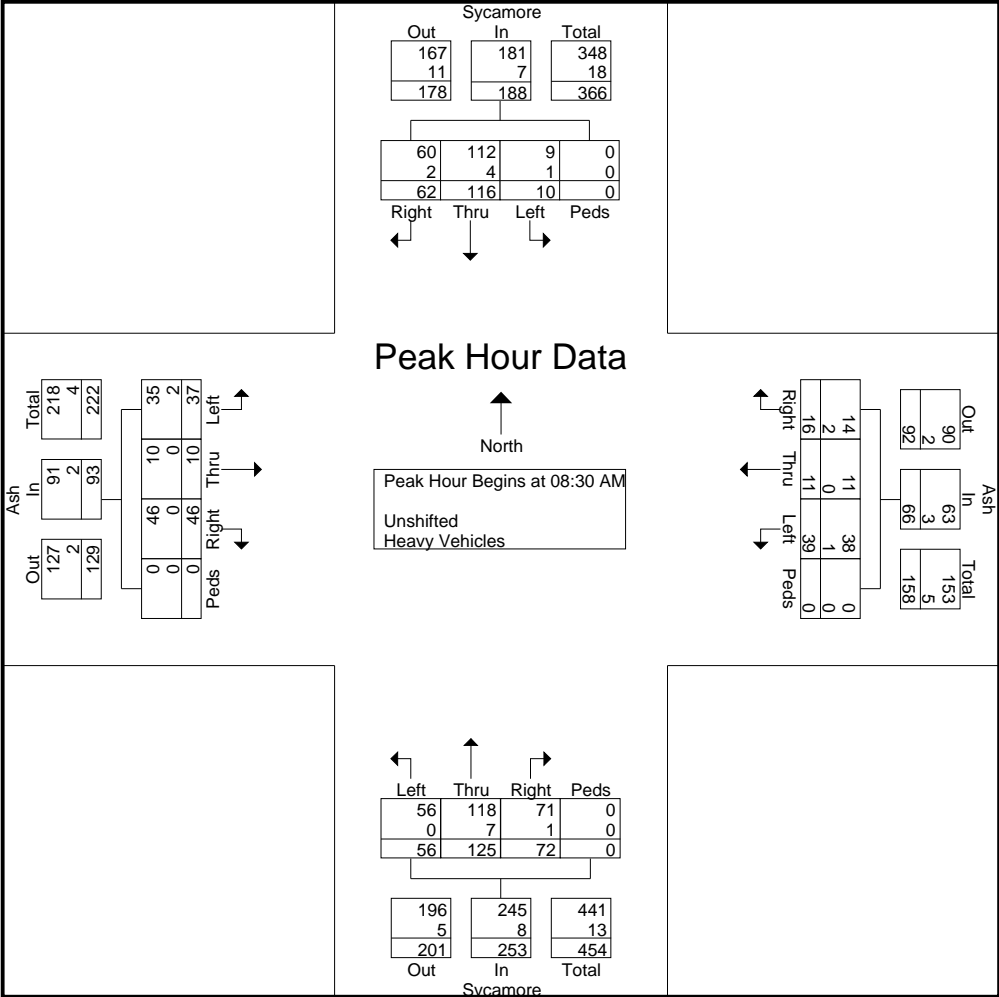 Sycamore
Out In Total
167 181 348
11 7 18
178 188 366
60 112 9 0
2 4 1 0
62 116 10 0
Right Thru Left Peds
Peak Hour Data
North
Peak Hour Begins at 08:30 AM
Unshifted
Heavy Vehicles
Ash
Out In Total
127 91 218
2 2 4
129 93 222
Peds Right Thru Left
0 46 10 35
0 0 0 2
0 46 10 37
Ash
Out In Total
90 63 153
2 3 5
92 66 158
14 11 38 0
2 0 1 0
16 11 39 0
Right Thru Left Peds
Left Thru Right Peds
56 118 71 0
0 7 1 0
56 125 72 0
196 245 441
5 8 13
201 253 454
Out In Total
Sycamore